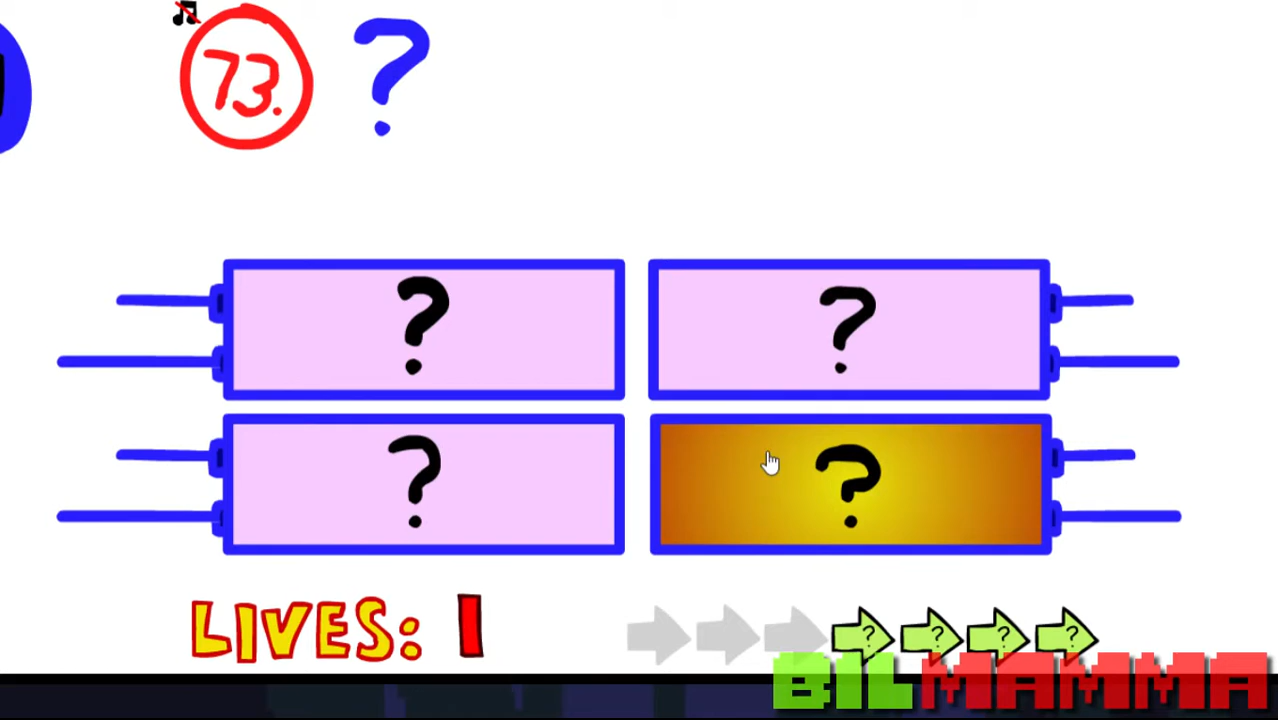 73. ?
? ?
? ?
LIVES: 1
? ? ? ?
BILMAMMA